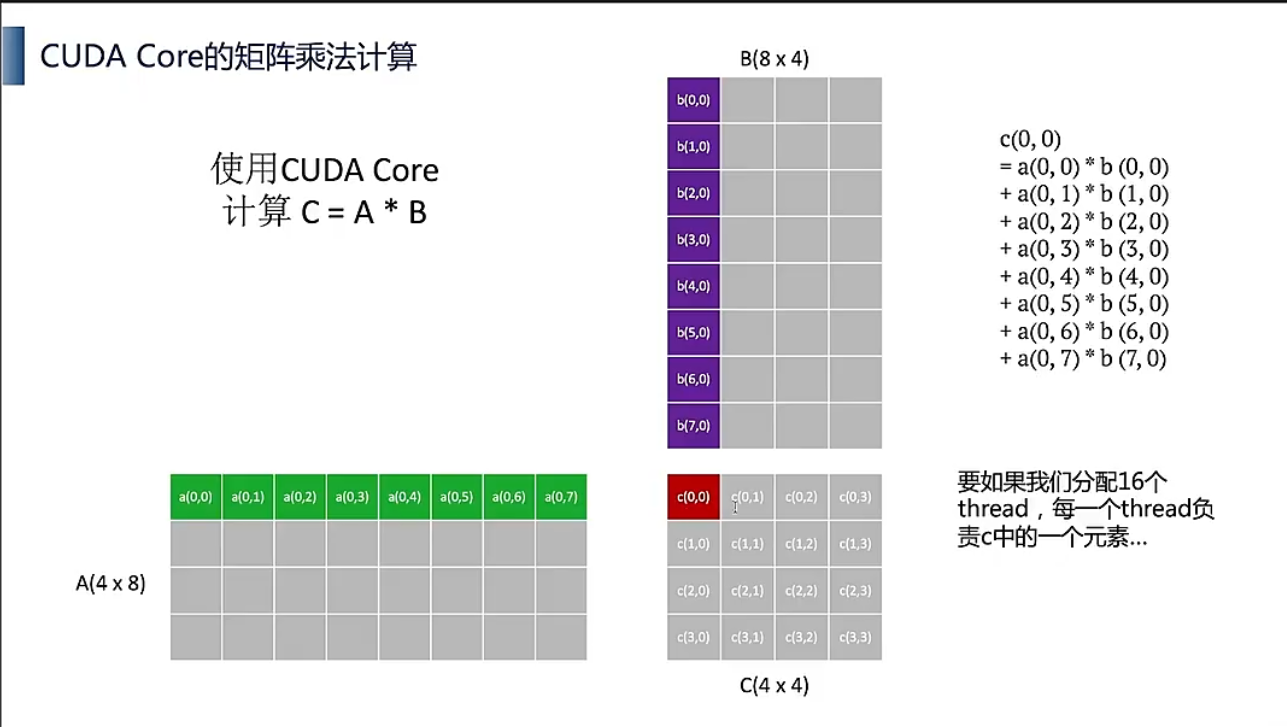 CUDA Core的矩阵乘法计算
使用CUDA Core
计算 C = A * B
B(8 x 4)
b(0,0)
b(1,0)
b(2,0)
b(3,0)
b(4,0)
b(5,0)
b(6,0)
b(7,0)
c(0, 0)
= a(0, 0) * b (0, 0)
+ a(0, 1) * b (1, 0)
+ a(0, 2) * b (2, 0)
+ a(0, 3) * b (3, 0)
+ a(0, 4) * b (4, 0)
+ a(0, 5) * b (5, 0)
+ a(0, 6) * b (6, 0)
+ a(0, 7) * b (7, 0)
A(4 x 8)
a(0,0) a(0,1) a(0,2) a(0,3) a(0,4) a(0,5) a(0,6) a(0,7)
c(0,0) c(0,1) c(0,2) c(0,3)
c(1,0) c(1,1) c(1,2) c(1,3)
c(2,0) c(2,1) c(2,2) c(2,3)
c(3,0) c(3,1) c(3,2) c(3,3)
C(4 x 4)
要如果我们分配16个
thread，每一个thread负
责c中的一个元素...